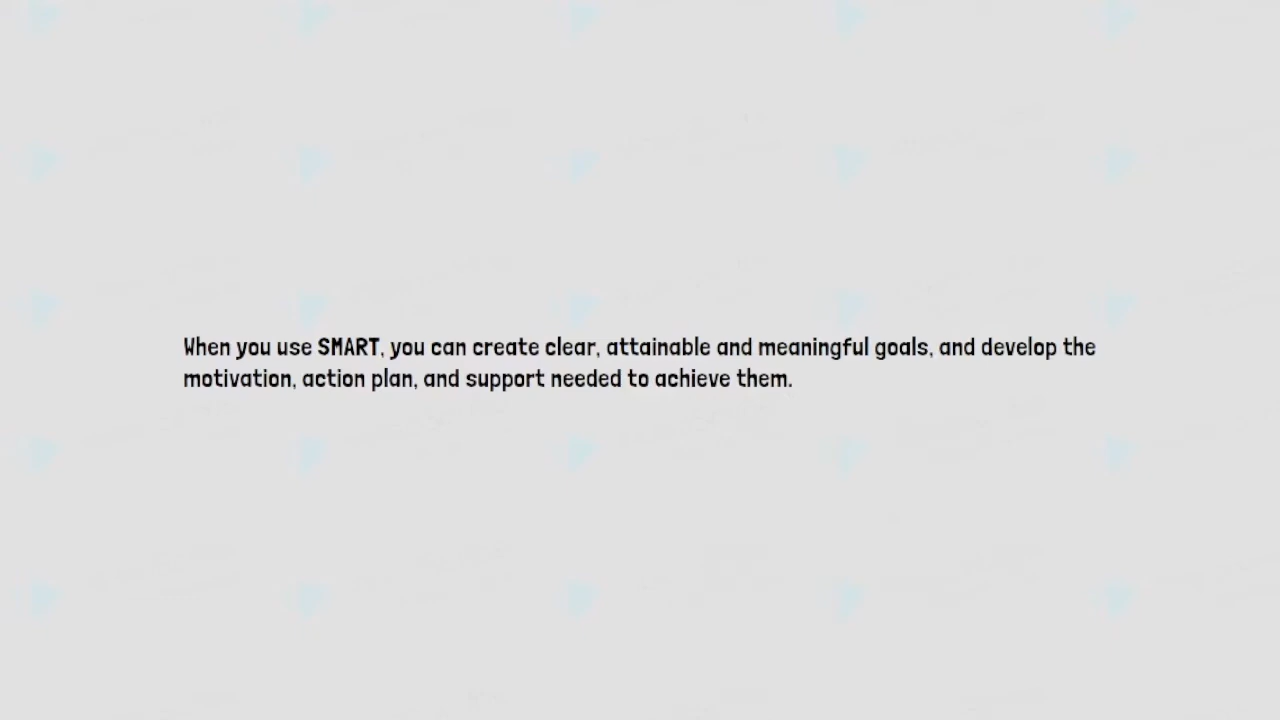 When you use SMART, you can create clear, attainable and meaningful goals, and develop the
motivation, action plan, and support needed to achieve them.